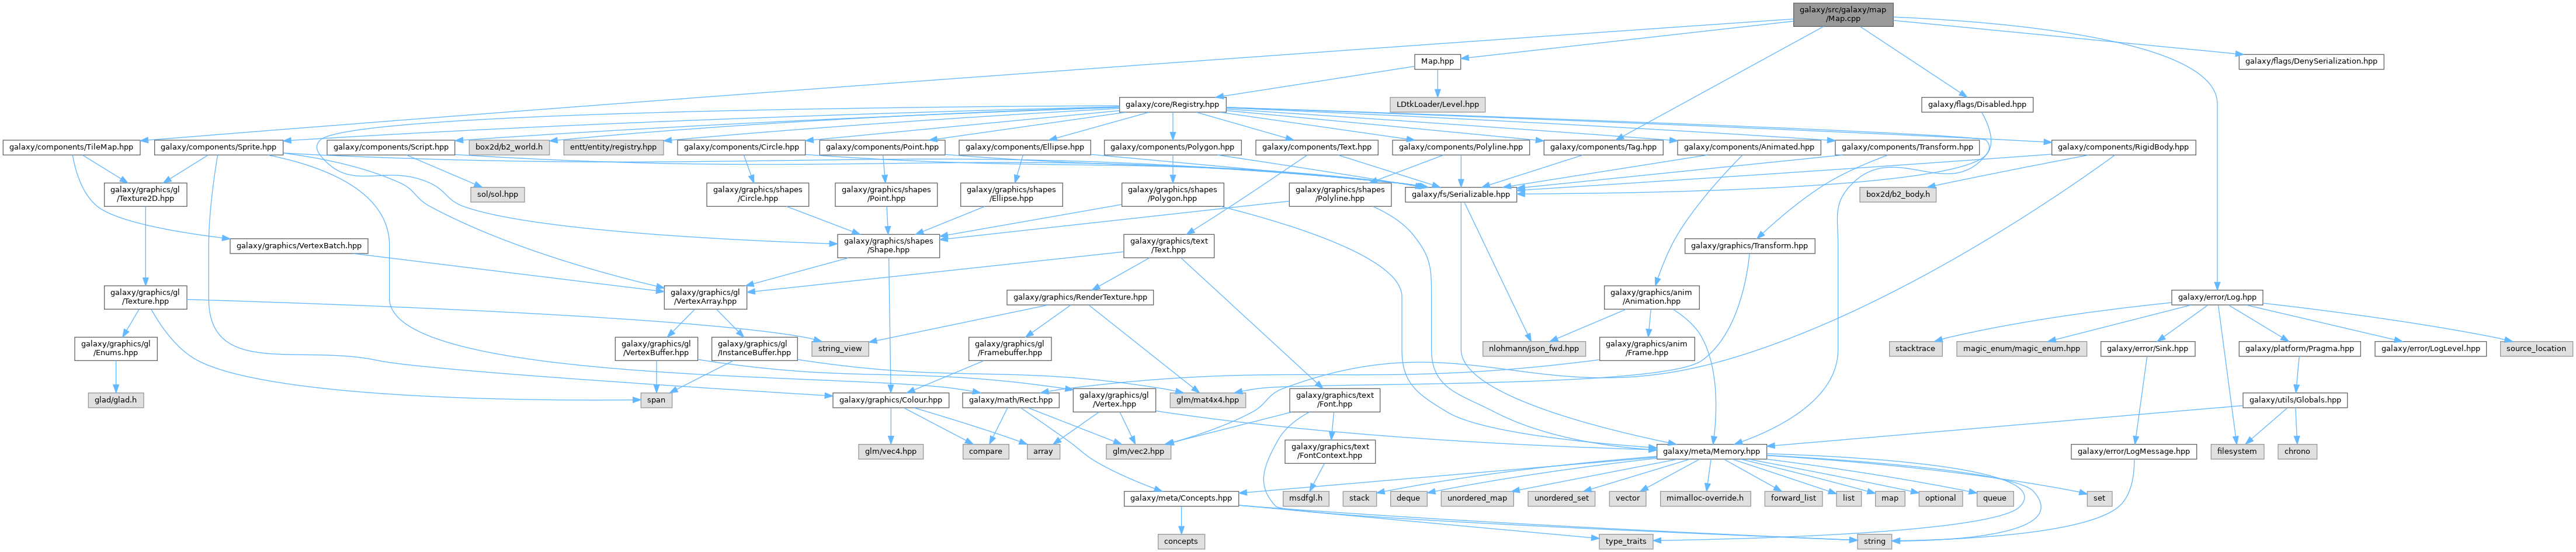 galaxy/src/galaxy/map
/Map.cpp
Map.hpp
galaxy/flags/DenySerialization.hpp
galaxy/core/Registry.hpp
LDtkLoader/Level.hpp
galaxy/flags/Disabled.hpp
galaxy/components/TileMap.hpp
galaxy/components/Sprite.hpp
galaxy/components/Script.hpp
box2d/b2_world.h
entt/entity/registry.hpp
galaxy/components/Circle.hpp
galaxy/components/Point.hpp
galaxy/components/Ellipse.hpp
galaxy/components/Polygon.hpp
galaxy/components/Text.hpp
galaxy/components/Polyline.hpp
galaxy/components/Tag.hpp
galaxy/components/Animated.hpp
galaxy/components/Transform.hpp
galaxy/components/RigidBody.hpp
galaxy/graphics/gl
/Texture2D.hpp
sol/sol.hpp
galaxy/graphics/shapes
/Circle.hpp
galaxy/graphics/shapes
/Point.hpp
galaxy/graphics/shapes
/Ellipse.hpp
galaxy/graphics/shapes
/Polygon.hpp
galaxy/graphics/shapes
/Polyline.hpp
galaxy/fs/Serializable.hpp
box2d/b2_body.h
galaxy/graphics/VertexBatch.hpp
galaxy/graphics/shapes
/Shape.hpp
galaxy/graphics/text
/Text.hpp
galaxy/graphics/Transform.hpp
galaxy/graphics/gl
/Texture.hpp
galaxy/graphics/gl
/VertexArray.hpp
galaxy/graphics/RenderTexture.hpp
galaxy/graphics/anim
/Animation.hpp
galaxy/error/Log.hpp
galaxy/graphics/gl
/Enums.hpp
galaxy/graphics/gl
/VertexBuffer.hpp
galaxy/graphics/gl
/InstanceBuffer.hpp
string_view
galaxy/graphics/gl
/Framebuffer.hpp
nlohmann/json_fwd.hpp
galaxy/graphics/anim
/Frame.hpp
stacktrace
magic_enum/magic_enum.hpp
galaxy/error/Sink.hpp
galaxy/platform/Pragma.hpp
galaxy/error/LogLevel.hpp
source_location
glad/glad.h
span
galaxy/graphics/Colour.hpp
galaxy/math/Rect.hpp
galaxy/graphics/gl
/Vertex.hpp
glm/mat4x4.hpp
galaxy/graphics/text
/Font.hpp
galaxy/utils/Globals.hpp
glm/vec4.hpp
compare
array
glm/vec2.hpp
galaxy/graphics/text
/FontContext.hpp
galaxy/meta/Memory.hpp
galaxy/error/LogMessage.hpp
filesystem
chrono
galaxy/meta/Concepts.hpp
msdfgl.h
stack
deque
unordered_map
unordered_set
vector
mimalloc-override.h
forward_list
list
map
optional
queue
set
concepts
type_traits
string